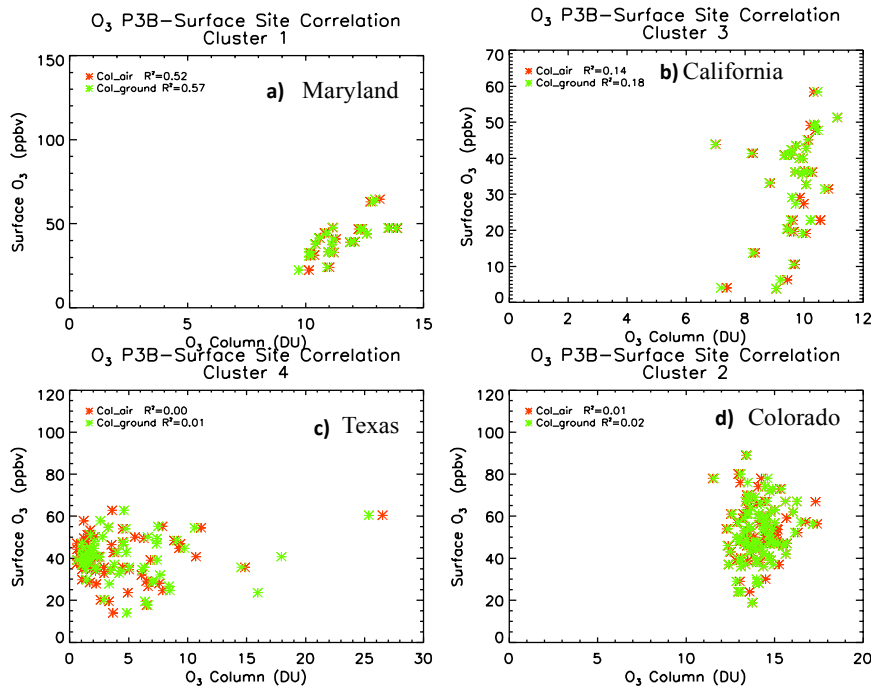 O₃ P3B–Surface Site Correlation
Cluster 1
Col_air R²=0.52
Col_ground R²=0.57
a) Maryland
Surface O₃ (ppbv)
150
100
50
0
0 5 10 15
O₃ Column (DU)
O₃ P3B–Surface Site Correlation
Cluster 3
Col_air R²=0.14
Col_ground R²=0.18
b) California
Surface O₃ (ppbv)
70
60
50
40
30
20
10
0
0 2 4 6 8 10 12
O₃ Column (DU)
O₃ P3B–Surface Site Correlation
Cluster 4
Col_air R²=0.00
Col_ground R²=0.01
c) Texas
Surface O₃ (ppbv)
120
100
80
60
40
20
0
0 5 10 15 20 25 30
O₃ Column (DU)
O₃ P3B–Surface Site Correlation
Cluster 2
Col_air R²=0.01
Col_ground R²=0.02
d) Colorado
Surface O₃ (ppbv)
120
100
80
60
40
20
0
0 5 10 15 20
O₃ Column (DU)